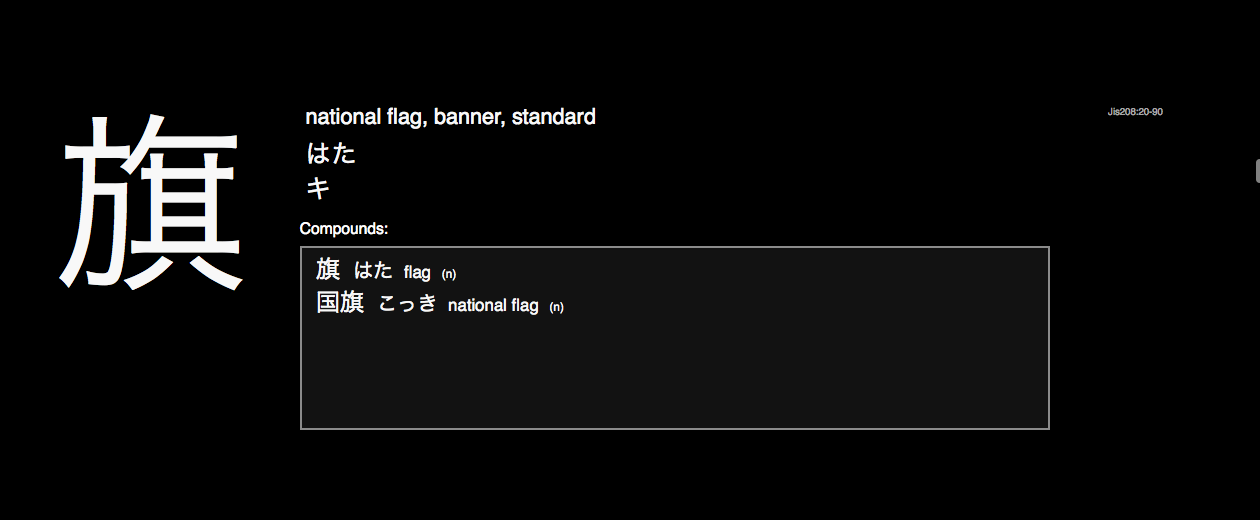 旗
national flag, banner, standard
はた
キ
Jis208:20-90
Compounds:
旗 はた flag (n)
国旗 こっき national flag (n)